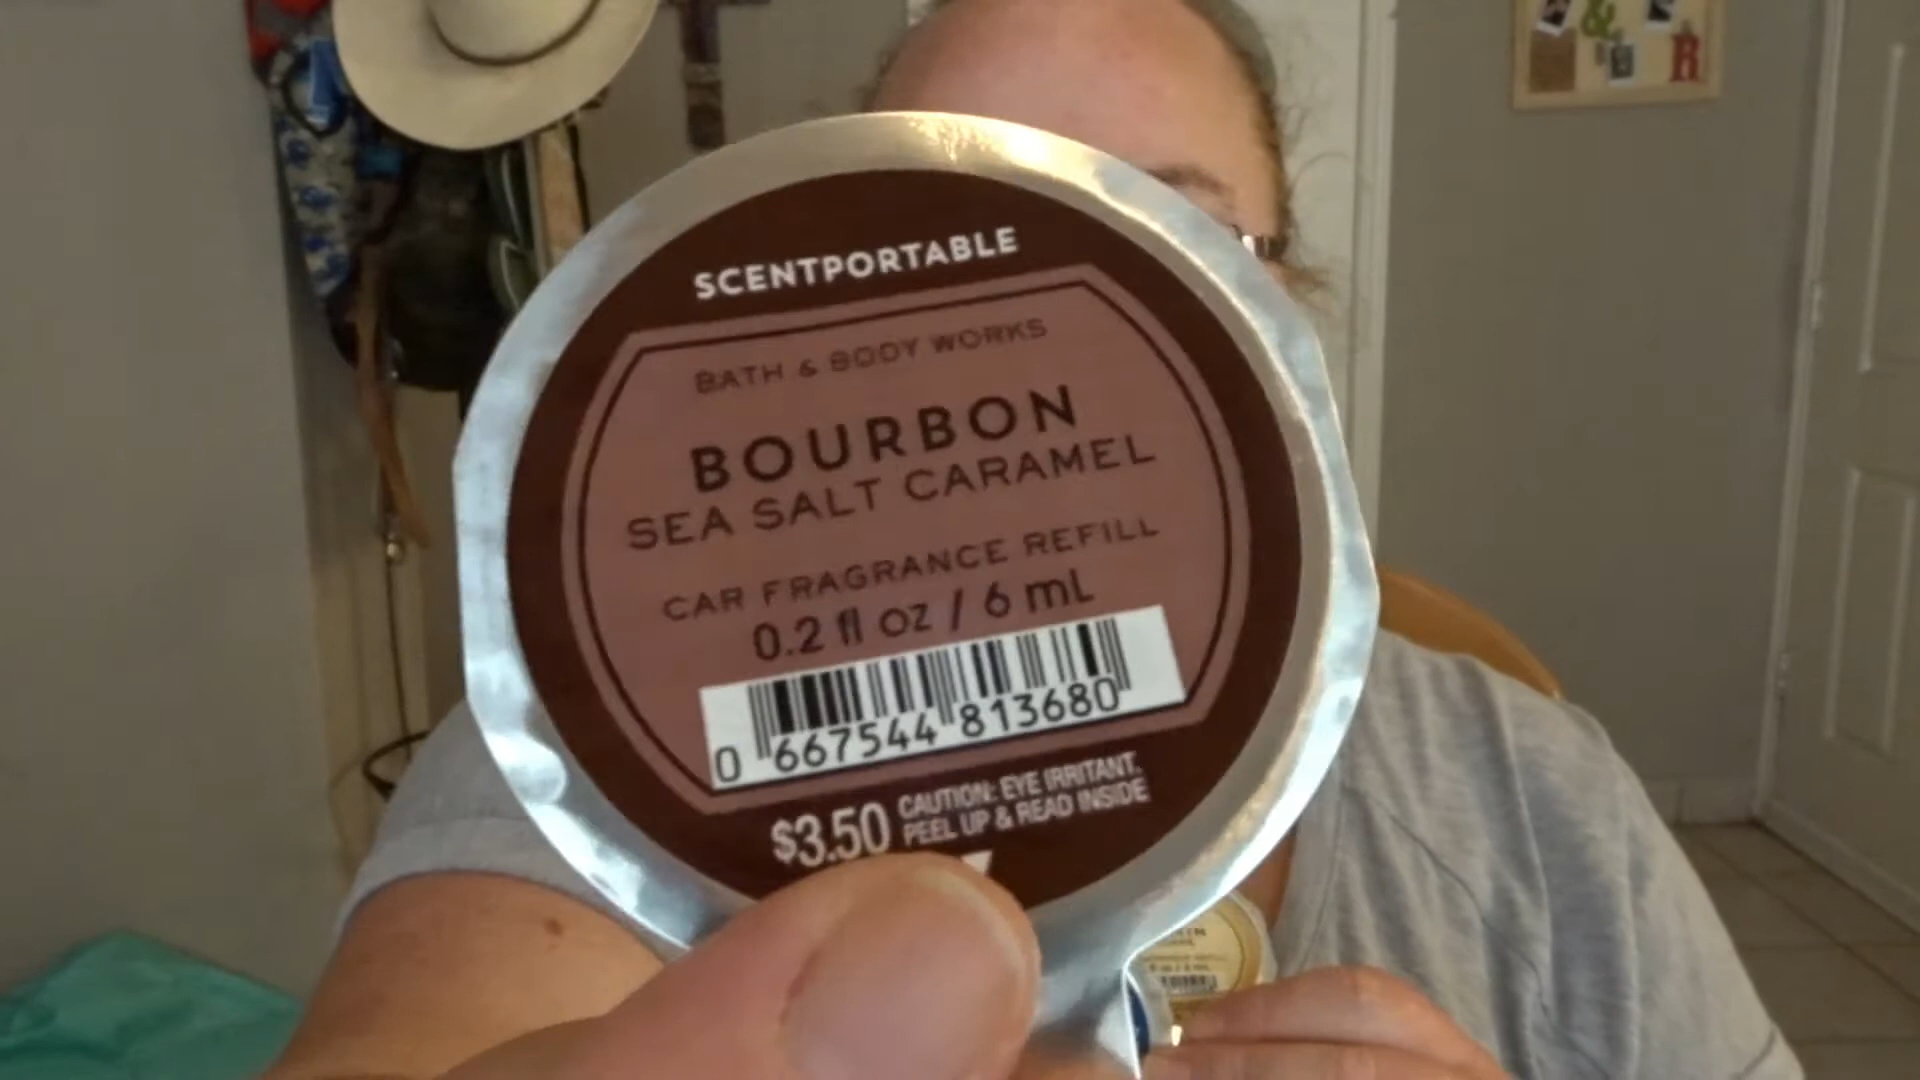 SCENTPORTABLE
BATH & BODY WORKS
BOURBON
SEA SALT CARAMEL
CAR FRAGRANCE REFILL
0.2 fl oz / 6 mL
0 667544 813680
$3.50
CAUTION: EYE IRRITANT.
PEEL UP & READ INSIDE
&
R